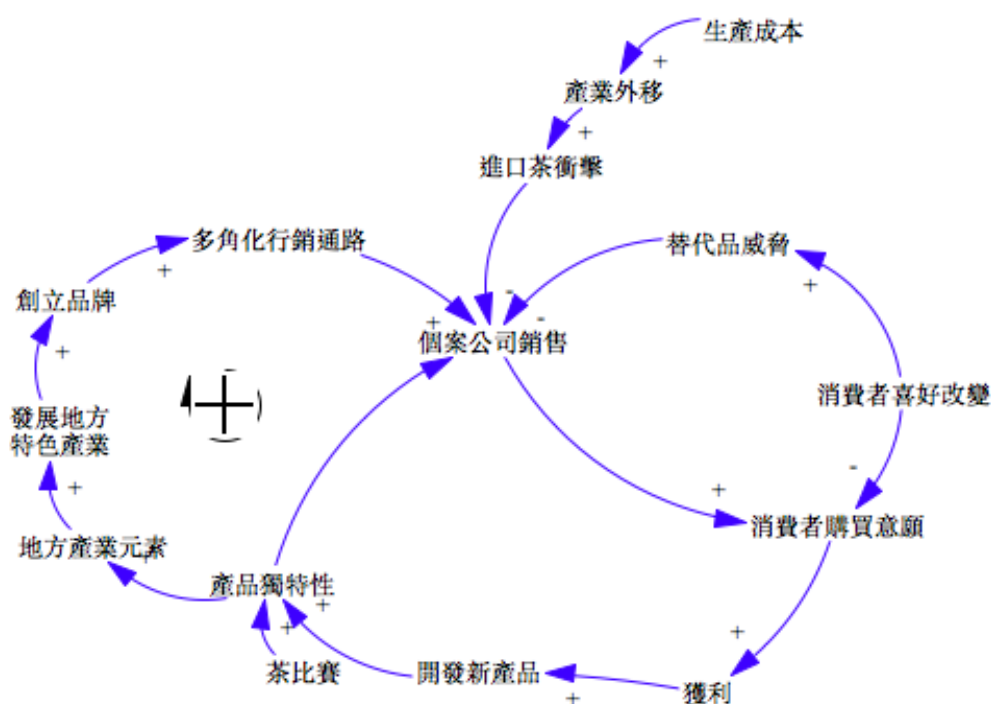 生產成本
+
產業外移
+
進口茶衝擊
多角化行銷通路
替代品威脅
+
+
創立品牌
-
+
-
個案公司銷售
+
消費者喜好改變
發展地方
特色產業
+
-
+
消費者購買意願
地方產業元素
+
產品獨特性
+
+
+
茶比賽
開發新產品
獲利
+